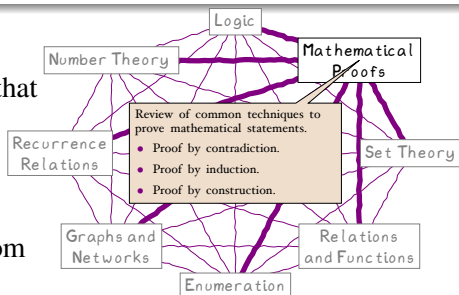 Logic
Number Theory
Mathematical
Proofs
that
Review of common techniques to
prove mathematical statements.
• Proof by contradiction.
• Proof by induction.
• Proof by construction.
Recurrence
Relations
Set Theory
Graphs and
Networks
Relations
and Functions
om
Enumeration